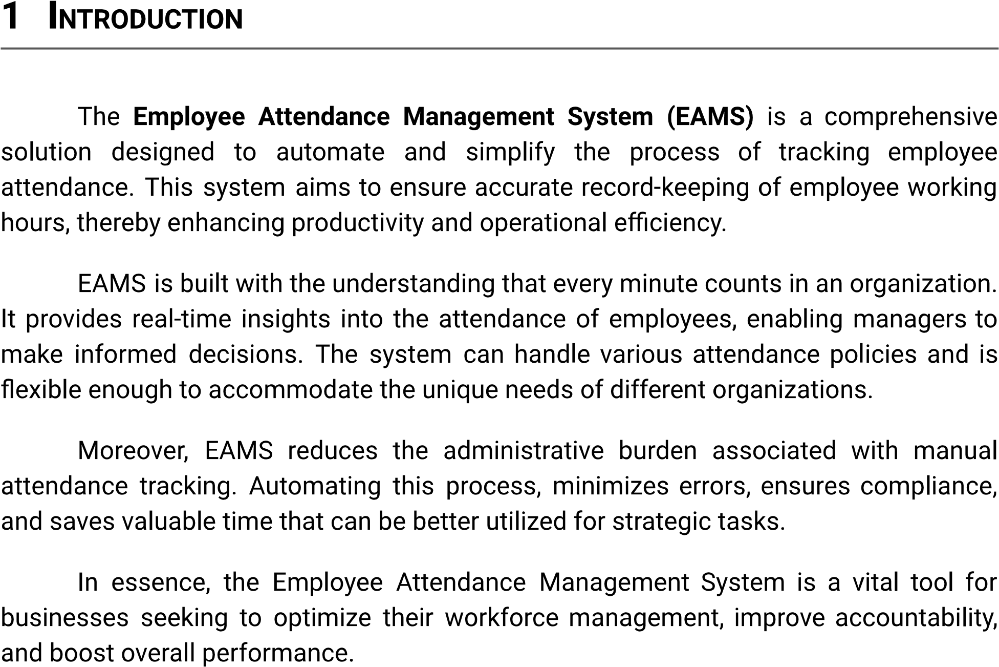 1 INTRODUCTION
The Employee Attendance Management System (EAMS) is a comprehensive
solution designed to automate and simplify the process of tracking employee
attendance. This system aims to ensure accurate record-keeping of employee working
hours, thereby enhancing productivity and operational efficiency.
EAMS is built with the understanding that every minute counts in an organization.
It provides real-time insights into the attendance of employees, enabling managers to
make informed decisions. The system can handle various attendance policies and is
flexible enough to accommodate the unique needs of different organizations.
Moreover, EAMS reduces the administrative burden associated with manual
attendance tracking. Automating this process, minimizes errors, ensures compliance,
and saves valuable time that can be better utilized for strategic tasks.
In essence, the Employee Attendance Management System is a vital tool for
businesses seeking to optimize their workforce management, improve accountability,
and boost overall performance.